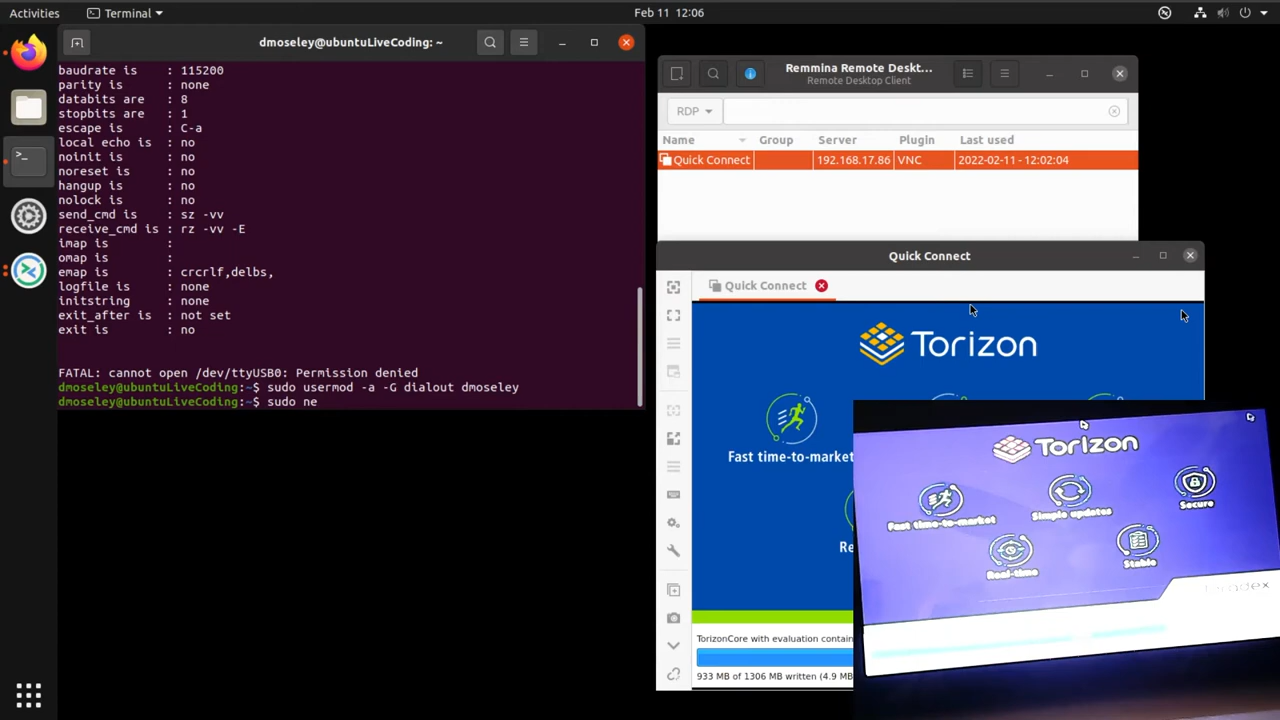 Activities
Terminal
Feb 11 12:06
dmoseley@ubuntuLiveCoding: ~
baudrate is : 115200
parity is : none
databits are : 8
stopbits are : 1
escape is : C-a
local echo is : no
noinit is : no
noreset is : no
hangup is : no
nolock is : no
send_cmd is : sz -vv
receive_cmd is : rz -vv -E
imap is :
omap is :
emap is : crcrlf,delbs,
logfile is : none
initstring : none
exit_after is : not set
exit is : no
FATAL: cannot open /dev/ttyUSB0: Permission denied
dmoseley@ubuntuLiveCoding:~$ sudo usermod -a -G dialout dmoseley
dmoseley@ubuntuLiveCoding:~$ sudo ne
Remmina Remote Deskt...
Remote Desktop Client
RDP
Name Group Server Plugin Last used
Quick Connect 192.168.17.86 VNC 2022-02-11 - 12:02:04
Quick Connect
Quick Connect
Torizon
Fast time-to-market
Re
TorizonCore with evaluation contain
933 MB of 1306 MB written (4.9 MB
Torizon
Fast time-to-market
Simple updates
Secure
Real-time
Stable